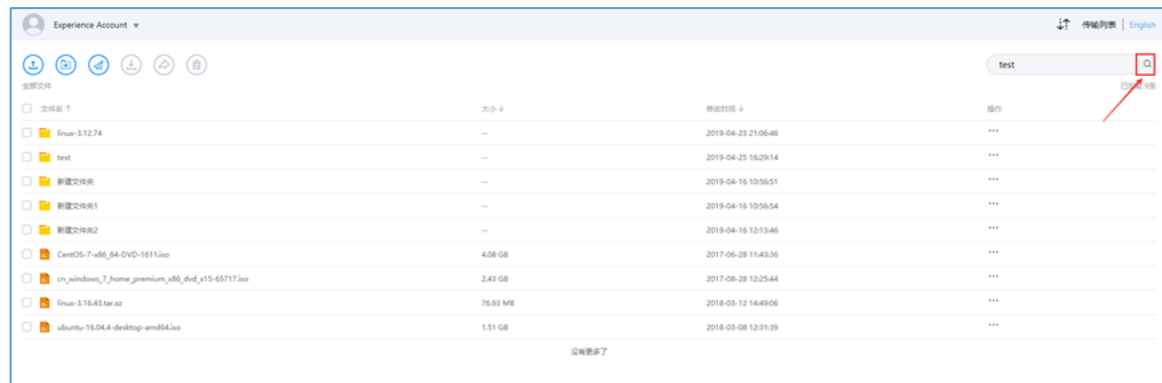 Experience Account 传输列表 English
test
全部文件 已加载 9条
文件名 大小 修改时间 操作
linux-3.12.74 -- 2019-04-23 21:06:46 ...
test -- 2019-04-25 16:29:14 ...
新建文件夹 -- 2019-04-16 10:56:51 ...
新建文件夹1 -- 2019-04-16 10:56:54 ...
新建文件夹2 -- 2019-04-16 12:13:46 ...
CentOS-7-x86_64-DVD-1611.iso 4.08 GB 2017-06-28 11:43:36 ...
cn_windows_7_home_premium_x86_dvd_x15-65717.iso 2.43 GB 2017-08-28 12:25:44 ...
linux-3.16.43.tar.xz 76.93 MB 2018-03-12 14:49:06 ...
ubuntu-16.04.4-desktop-amd64.iso 1.51 GB 2018-03-08 12:31:39 ...
没有更多了